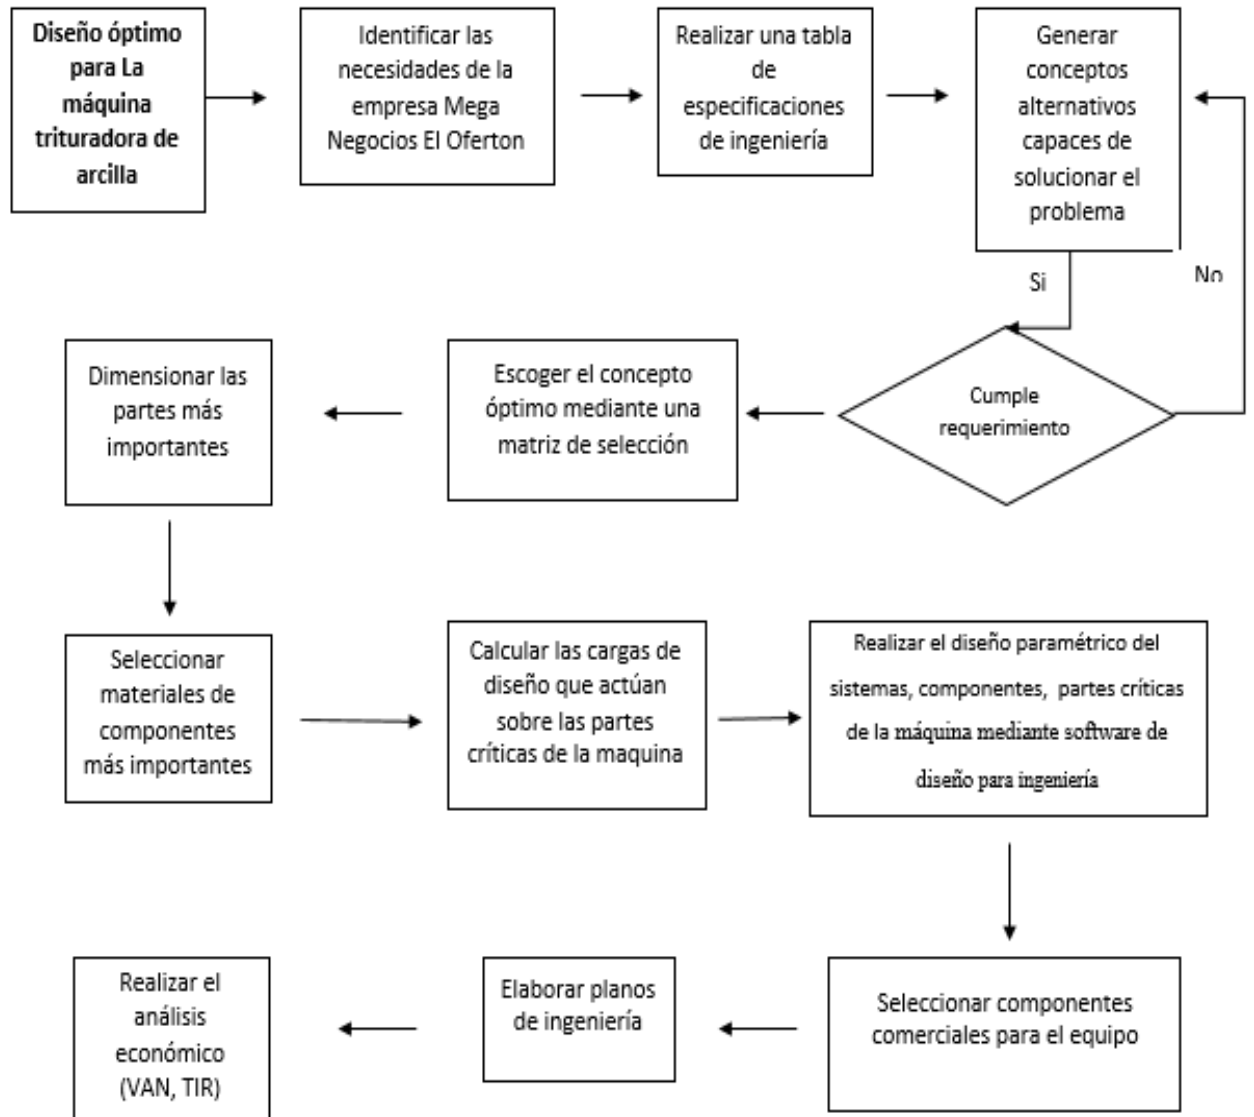 Diseño óptimo
para La
máquina
trituradora de
arcilla
Identificar las
necesidades de la
empresa Mega
Negocios El Oferton
Realizar una tabla
de
especificaciones
de ingeniería
Generar
conceptos
alternativos
capaces de
solucionar el
problema
Si
No
Cumple
requerimiento
Escoger el concepto
óptimo mediante una
matriz de selección
Dimensionar las
partes más
importantes
Seleccionar
materiales de
componentes
más importantes
Calcular las cargas de
diseño que actúan
sobre las partes
críticas de la maquina
Realizar el diseño paramétrico del
sistemas, componentes, partes críticas
de la máquina mediante software de
diseño para ingeniería
Seleccionar componentes
comerciales para el equipo
Elaborar planos
de ingeniería
Realizar el
análisis
económico
(VAN, TIR)